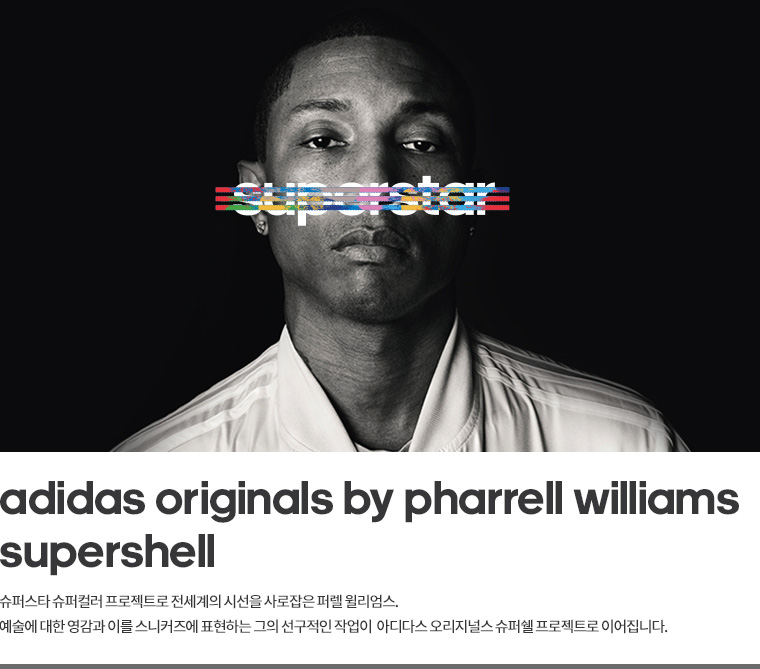 superstar
adidas originals by pharrell williams
supershell
슈퍼스타 슈퍼컬러 프로젝트로 전세계의 시선을 사로잡은 퍼렐 윌리엄스.
예술에 대한 영감과 이를 스니커즈에 표현하는 그의 선구적인 작업이 아디다스 오리지널스 슈퍼쉘 프로젝트로 이어집니다.